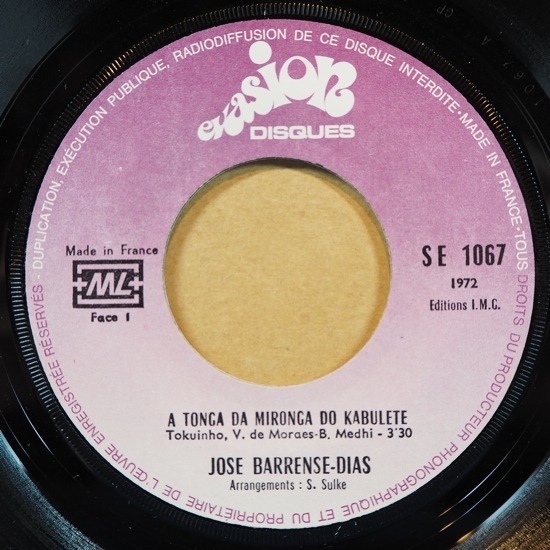 DUPLICATION, EXÉCUTION PUBLIQUE, RADIODIFFUSION DE CE DISQUE INTERDITE - MADE IN FRANCE - TOUS DROITS DU PRODUCTEUR PHONOGRAPHIQUE ET DU PROPRIÉTAIRE DE L'ŒUVRE ENREGISTRÉE RÉSERVÉS -
evasion
DISQUES
Made in France
ML
Face 1
SE 1067
1972
Editions I.M.C.
A TONGA DA MIRONGA DO KABULETE
Tokuinho, V. de Moraes-B. Medhi - 3'30
JOSE BARRENSE-DIAS
Arrangements : S. Sulke